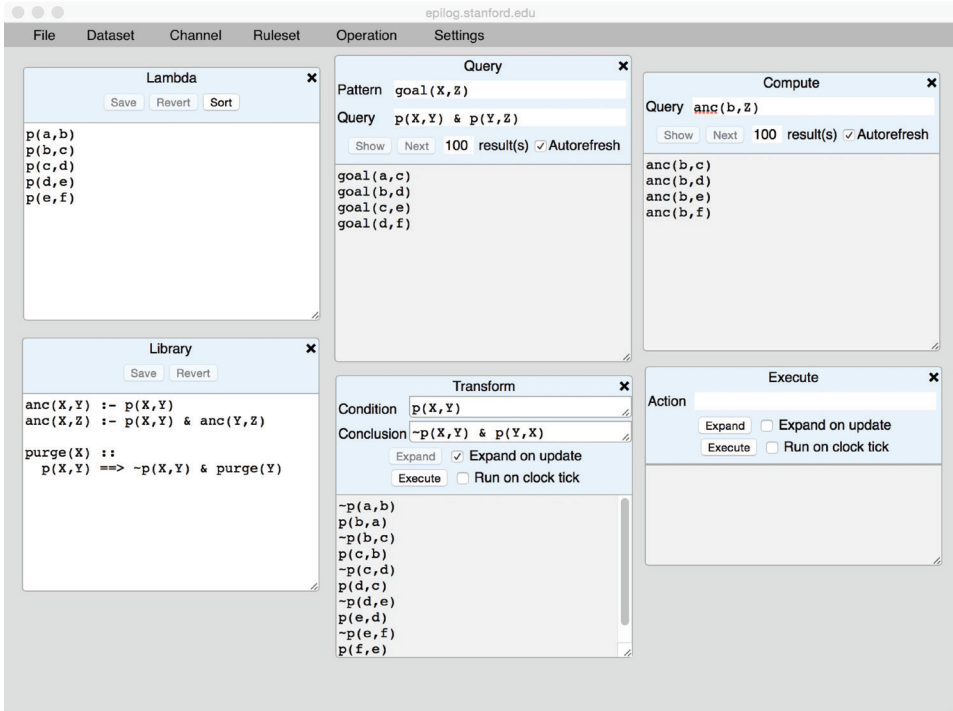 epilog.stanford.edu
File Dataset Channel Ruleset Operation Settings
Lambda
Save Revert Sort
p(a,b)
p(b,c)
p(c,d)
p(d,e)
p(e,f)
Query
Pattern goal(X,Z)
Query p(X,Y) & p(Y,Z)
Show Next 100 result(s) Autorefresh
goal(a,c)
goal(b,d)
goal(c,e)
goal(d,f)
Compute
Query anc(b,Z)
Show Next 100 result(s) Autorefresh
anc(b,c)
anc(b,d)
anc(b,e)
anc(b,f)
Library
Save Revert
anc(X,Y) :- p(X,Y)
anc(X,Z) :- p(X,Y) & anc(Y,Z)
purge(X) ::
p(X,Y) ==> ~p(X,Y) & purge(Y)
Transform
Condition p(X,Y)
Conclusion ~p(X,Y) & p(Y,X)
Expand Expand on update
Execute Run on clock tick
~p(a,b)
p(b,a)
~p(b,c)
p(c,b)
~p(c,d)
p(d,c)
~p(d,e)
p(e,d)
~p(e,f)
p(f,e)
Execute
Action
Expand Expand on update
Execute Run on clock tick